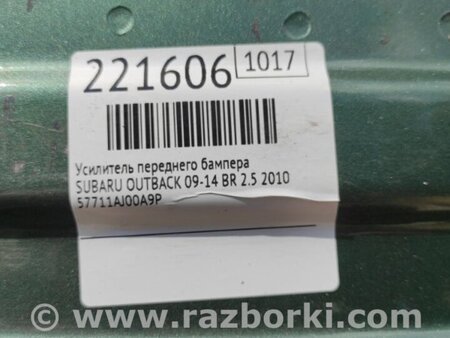 221606 1017
Усилитель переднего бампера
SUBARU OUTBACK 09-14 BR 2.5 2010
57711AJ00A9P
www.razborki.com